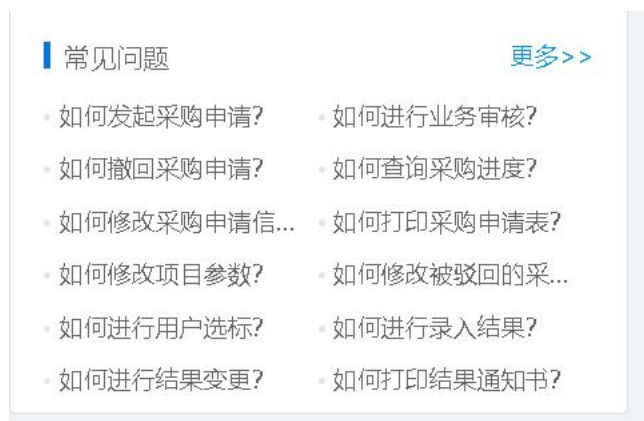 常见问题 更多>>
如何发起采购申请? 如何进行业务审核?
如何撤回采购申请? 如何查询采购进度?
如何修改采购申请信... 如何打印采购申请表?
如何修改项目参数? 如何修改被驳回的采...
如何进行用户选标? 如何进行录入结果?
如何进行结果变更? 如何打印结果通知书?